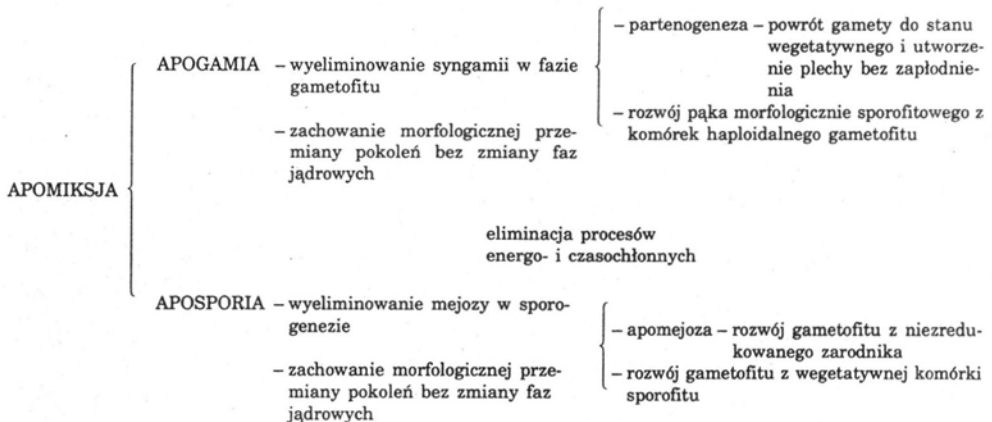 – partenogeneza – powrót gamety do stanu
wegetatywnego i utworze-
nie plechy bez zapłodnie-
nia
– rozwój pąka morfologicznie sporofitowego z
komórek haploidalnego gametofitu
APOGAMIA – wyeliminowanie syngamii w fazie
gametofitu
– zachowanie morfologicznej prze-
miany pokoleń bez zmiany faz
jądrowych
APOMIKSJA
eliminacja procesów
energo- i czasochłonnych
APOSPORIA – wyeliminowanie mejozy w sporo-
genezie
– zachowanie morfologicznej prze-
miany pokoleń bez zmiany faz
jądrowych
– apomejoza – rozwój gametofitu z niezredu-
kowanego zarodnika
– rozwój gametofitu z wegetatywnej komórki
sporofitu